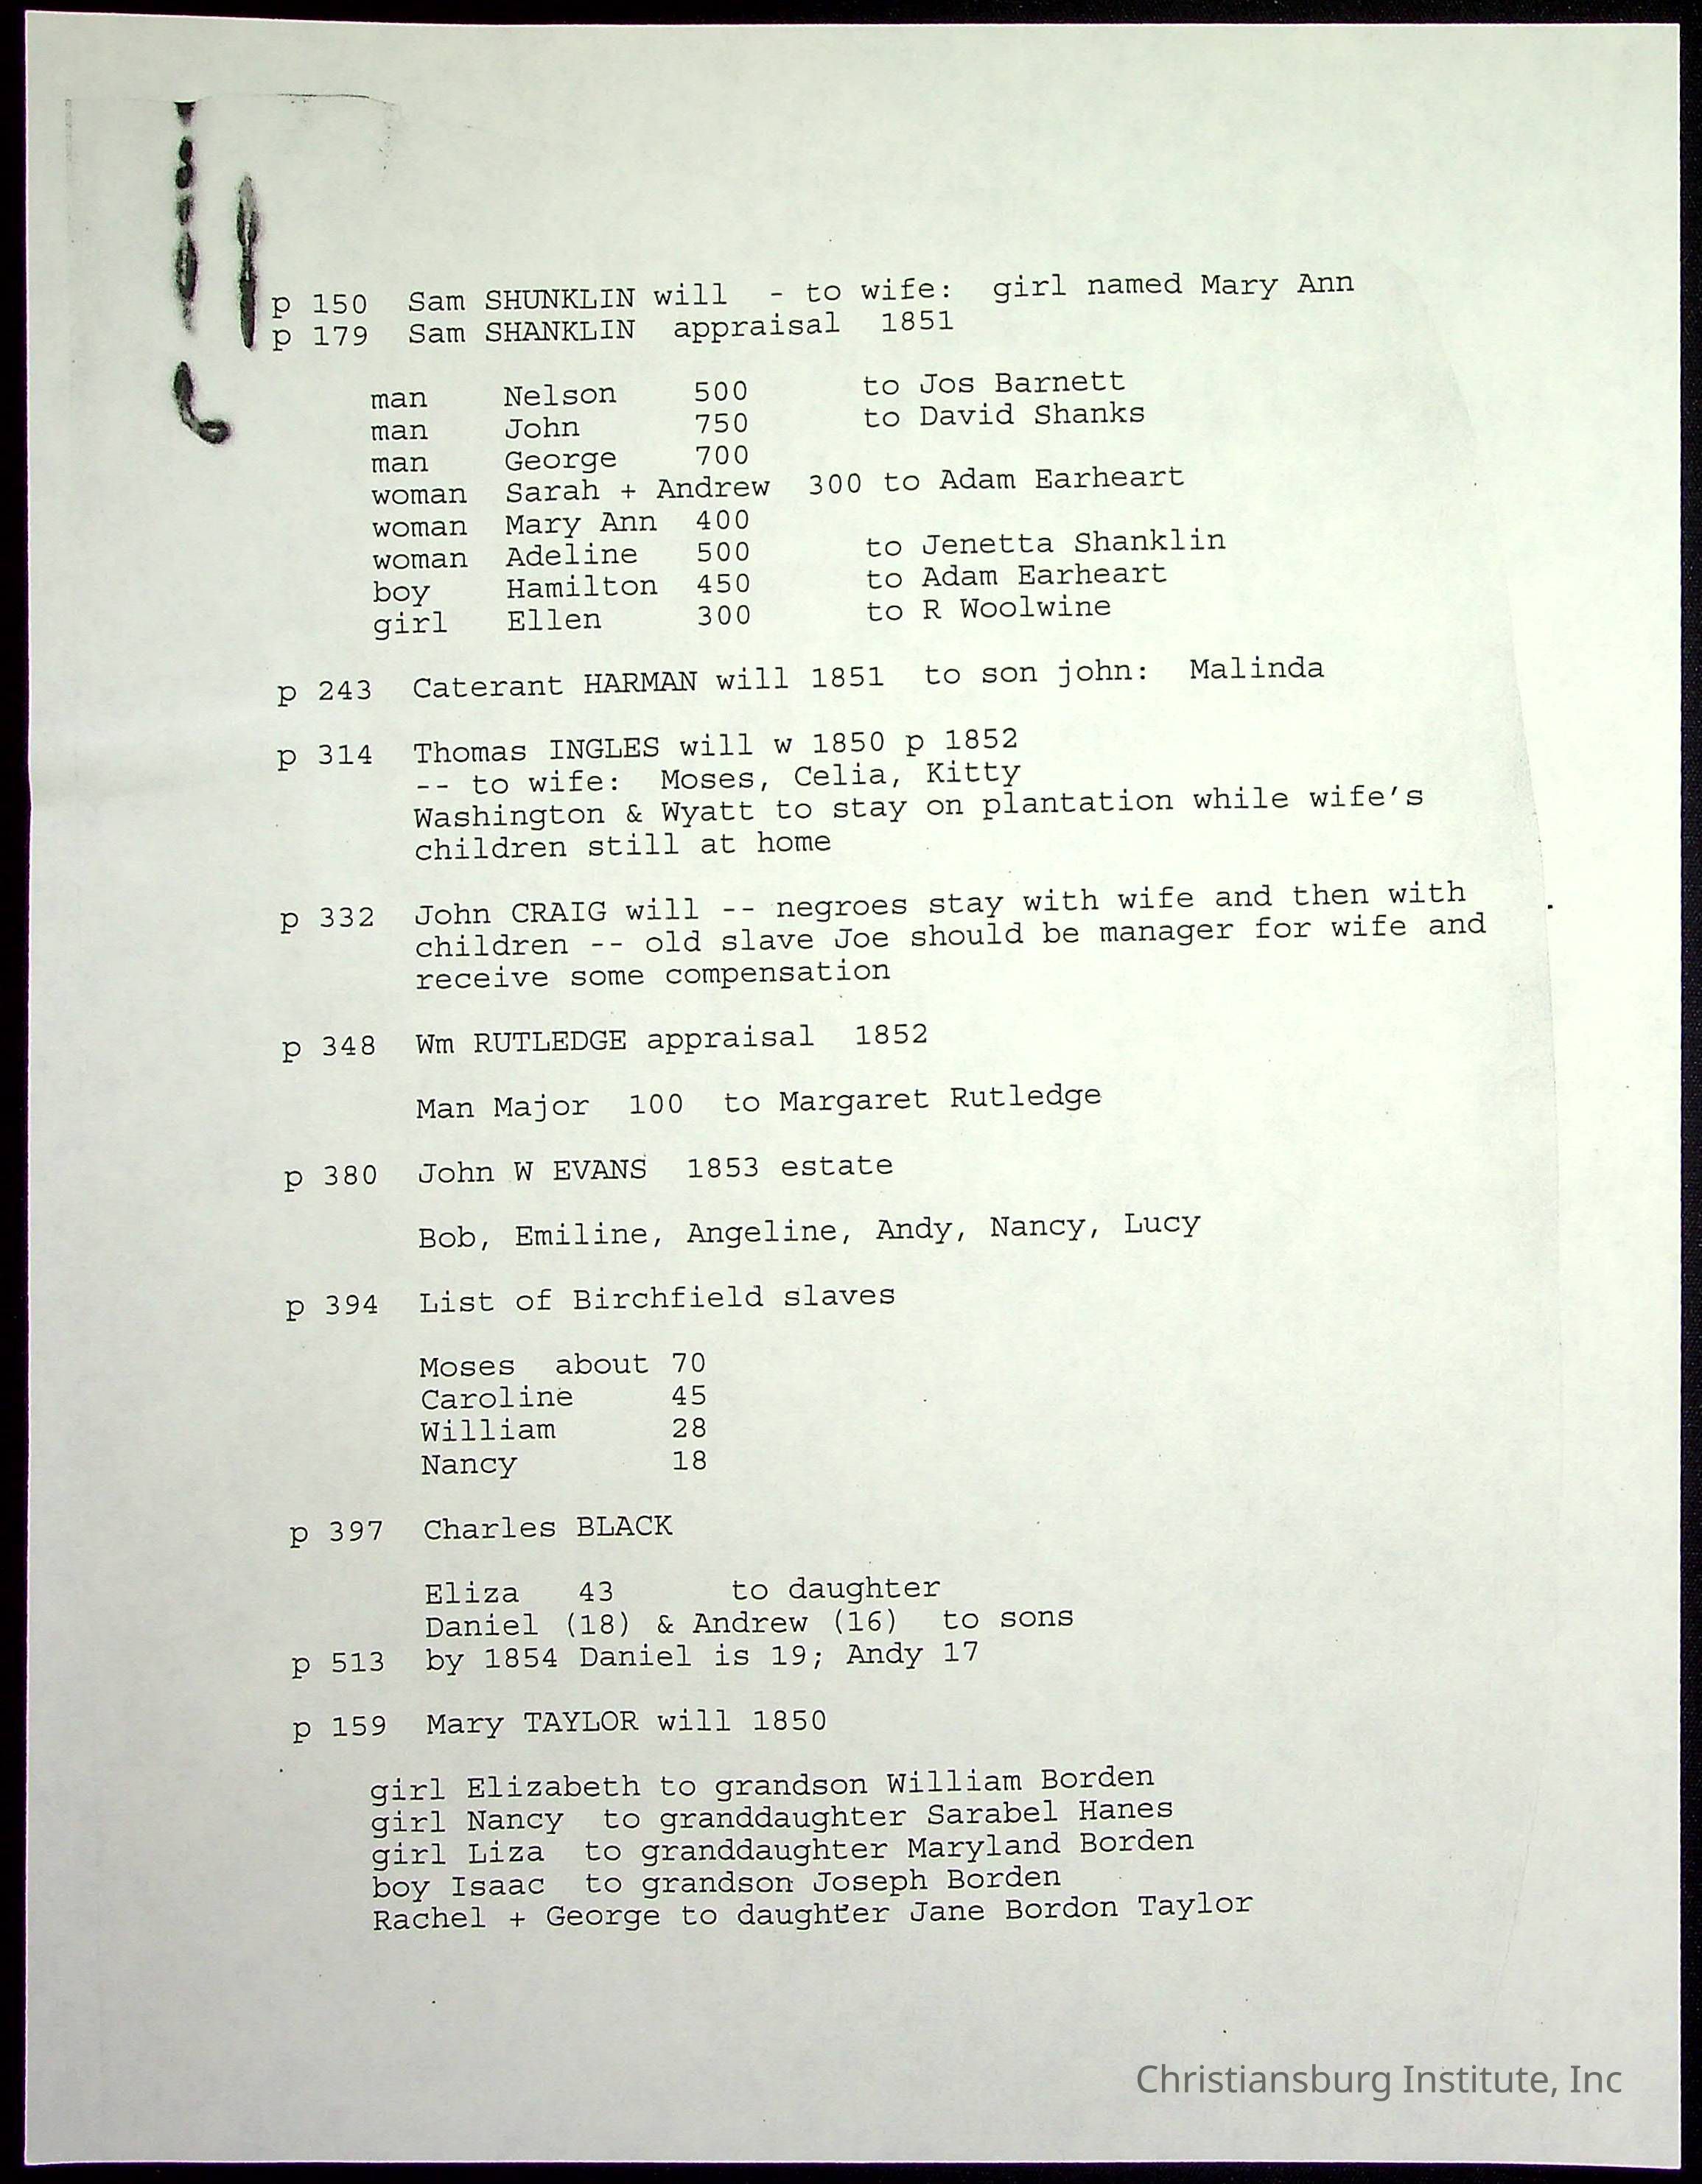 p 150 Sam SHUNKLIN will - to wife: girl named Mary Ann
p 179 Sam SHANKLIN appraisal 1851
man Nelson 500 to Jos Barnett
man John 750 to David Shanks
man George 700
woman Sarah + Andrew 300 to Adam Earheart
woman Mary Ann 400
woman Adeline 500 to Jenetta Shanklin
boy Hamilton 450 to Adam Earheart
girl Ellen 300 to R Woolwine
p 243 Caterant HARMAN will 1851 to son john: Malinda
p 314 Thomas INGLES will w 1850 p 1852
-- to wife: Moses, Celia, Kitty
Washington & Wyatt to stay on plantation while wife's
children still at home
p 332 John CRAIG will -- negroes stay with wife and then with
children -- old slave Joe should be manager for wife and
receive some compensation
p 348 Wm RUTLEDGE appraisal 1852
Man Major 100 to Margaret Rutledge
p 380 John W EVANS 1853 estate
Bob, Emiline, Angeline, Andy, Nancy, Lucy
p 394 List of Birchfield slaves
Moses about 70
Caroline 45
William 28
Nancy 18
p 397 Charles BLACK
Eliza 43 to daughter
Daniel (18) & Andrew (16) to sons
p 513 by 1854 Daniel is 19; Andy 17
p 159 Mary TAYLOR will 1850
girl Elizabeth to grandson William Borden
girl Nancy to granddaughter Sarabel Hanes
girl Liza to granddaughter Maryland Borden
boy Isaac to grandson Joseph Borden
Rachel + George to daughter Jane Bordon Taylor
Christiansburg Institute, Inc